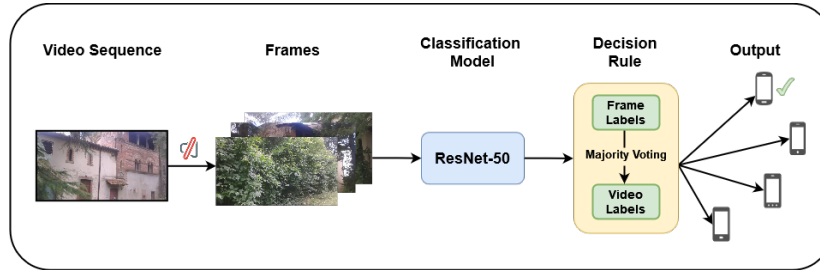 Video Sequence
Frames
Classification
Model
Decision
Rule
Output
Frame
Labels
ResNet-50
Majority Voting
Video
Labels